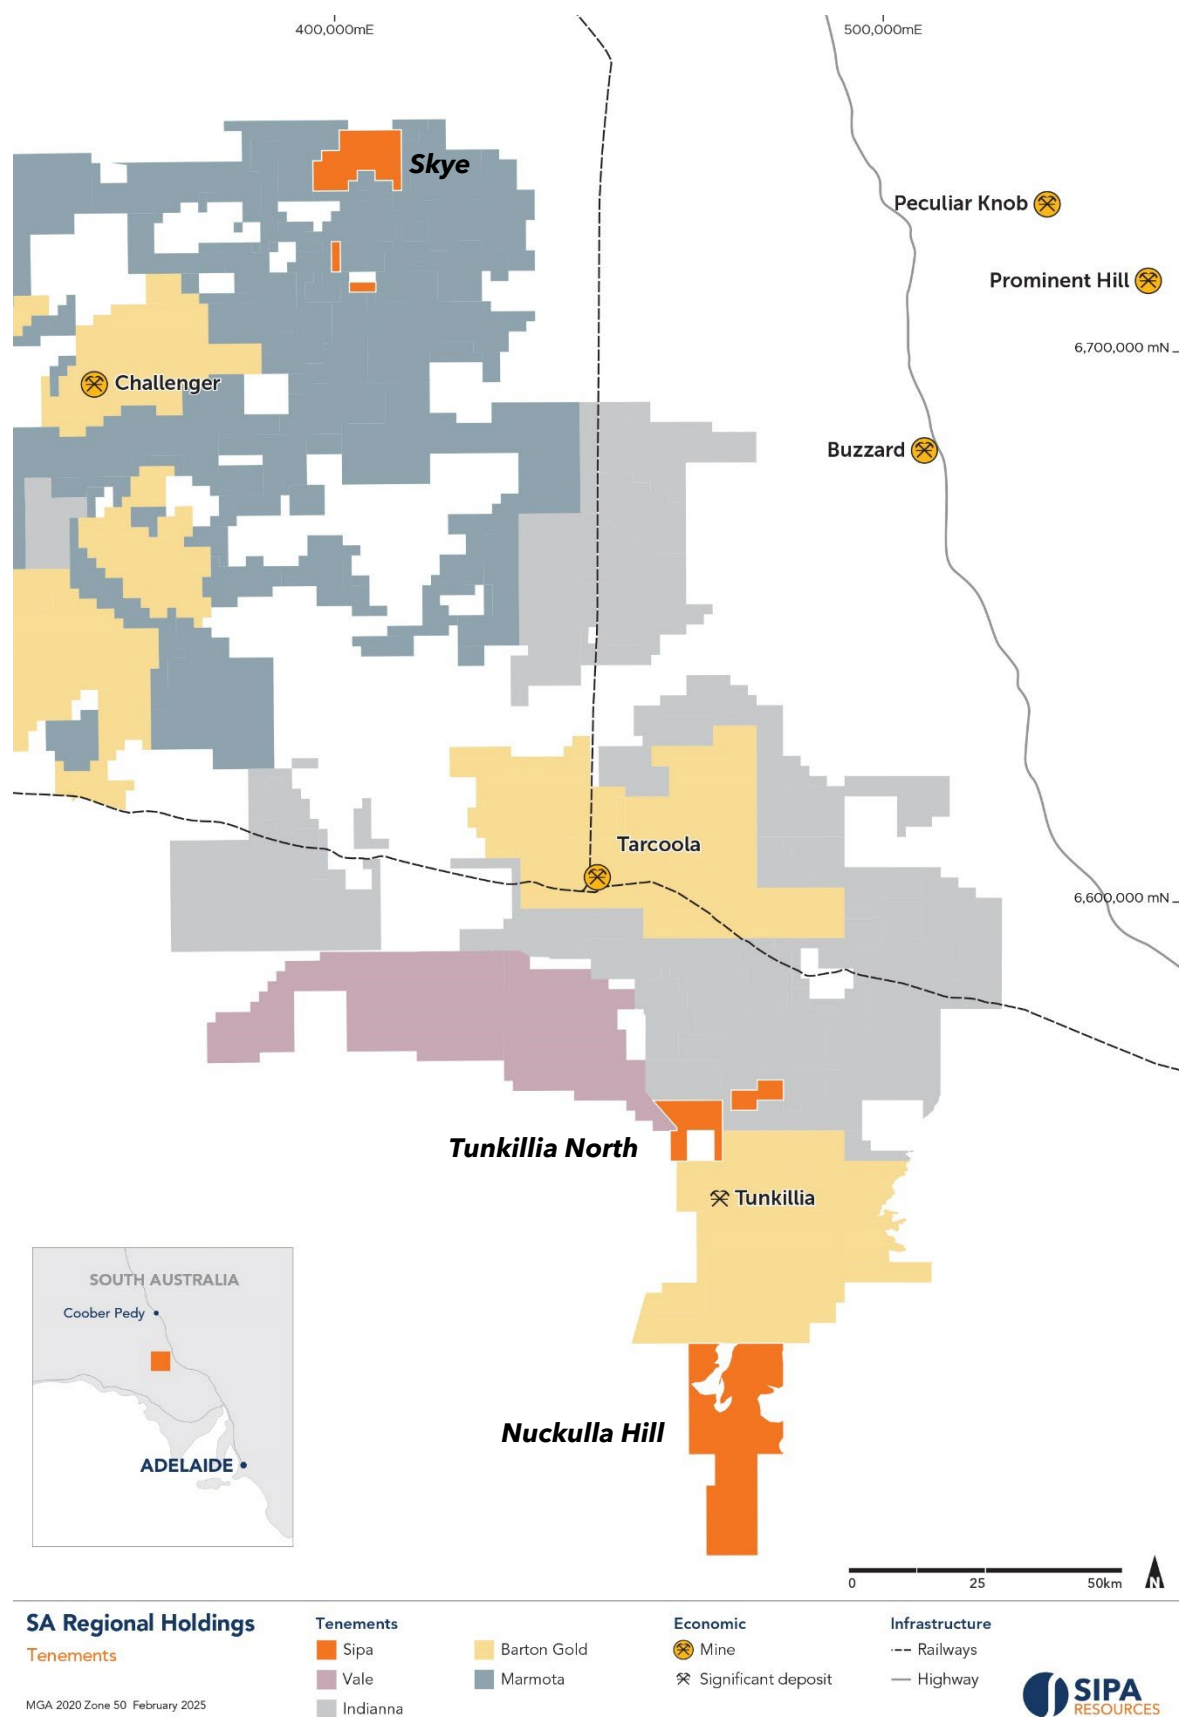 400,000mE
500,000mE
Skye
Peculiar Knob
Prominent Hill
6,700,000 mN
Challenger
Buzzard
Tarcoola
6,600,000 mN
Tunkillia North
Tunkillia
SOUTH AUSTRALIA
Coober Pedy
ADELAIDE
Nuckulla Hill
0 25 50km
N
SA Regional Holdings
Tenements
MGA 2020 Zone 50 February 2025
Tenements
Sipa
Vale
Indianna
Barton Gold
Marmota
Economic
Mine
Significant deposit
Infrastructure
Railways
Highway
SIPA
RESOURCES